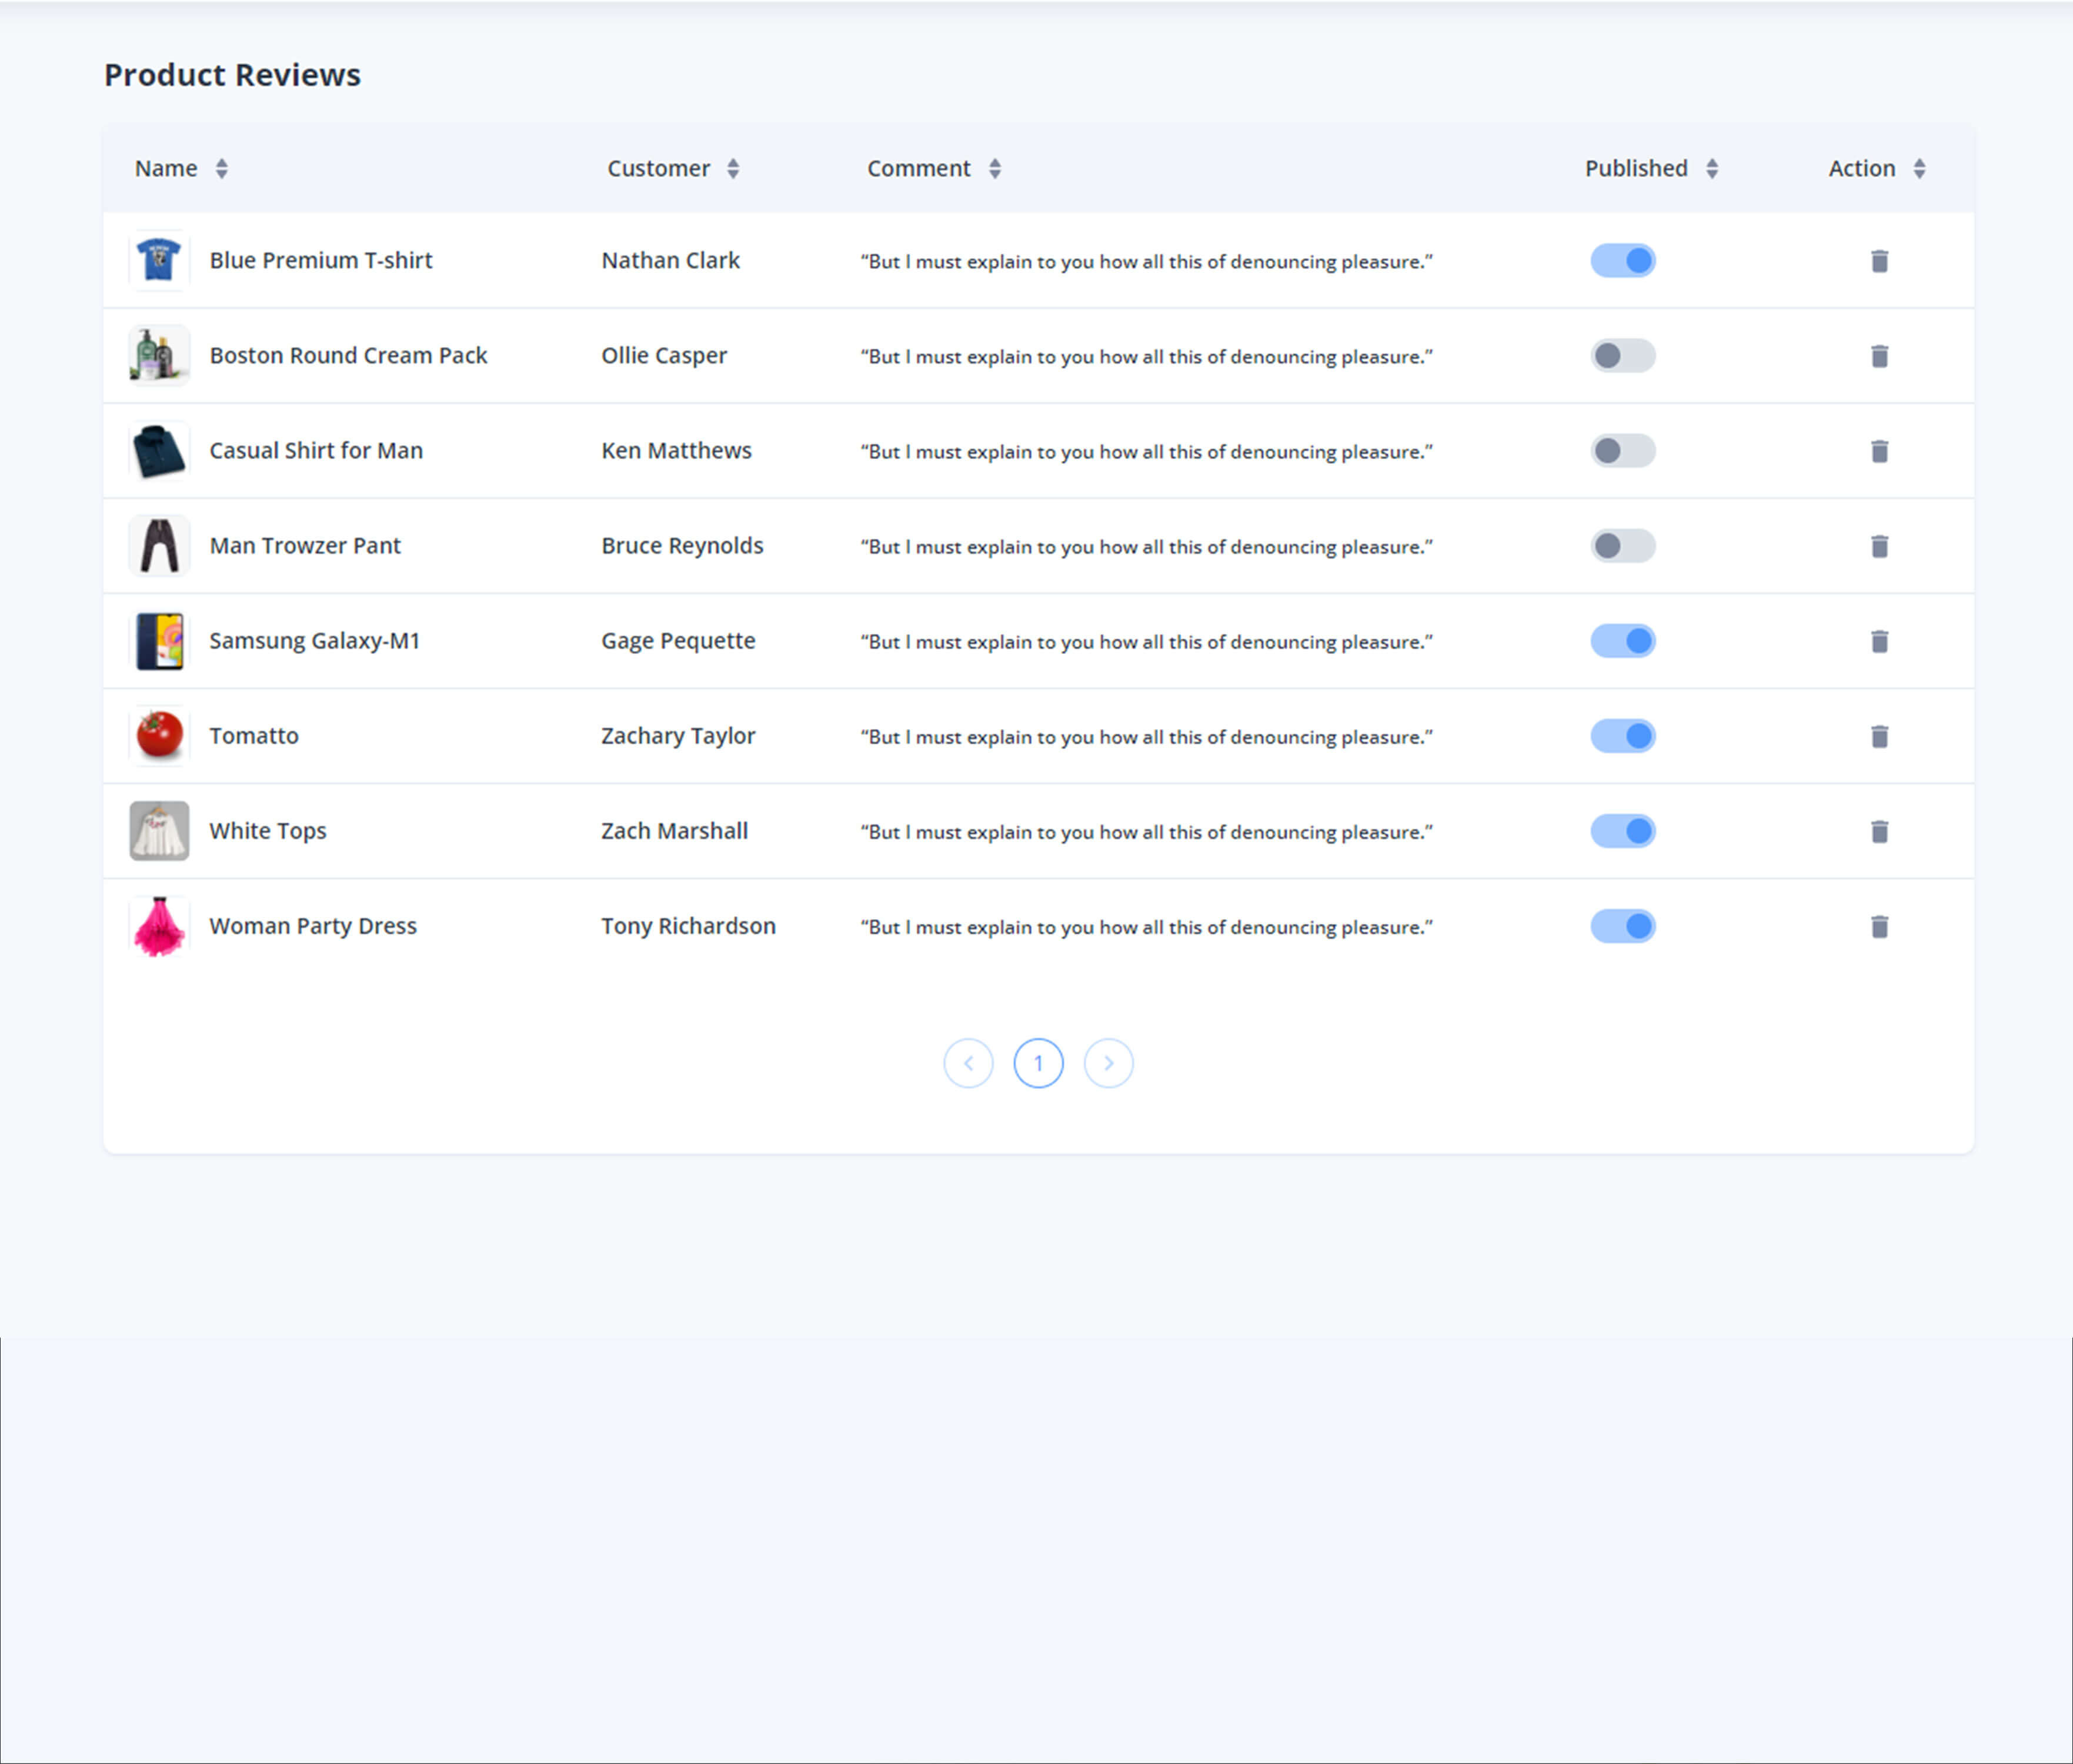 Product Reviews
Name Customer Comment Published Action
Blue Premium T-shirt Nathan Clark “But I must explain to you how all this of denouncing pleasure.”
Boston Round Cream Pack Ollie Casper “But I must explain to you how all this of denouncing pleasure.”
Casual Shirt for Man Ken Matthews “But I must explain to you how all this of denouncing pleasure.”
Man Trowzer Pant Bruce Reynolds “But I must explain to you how all this of denouncing pleasure.”
Samsung Galaxy-M1 Gage Pequette “But I must explain to you how all this of denouncing pleasure.”
Tomatto Zachary Taylor “But I must explain to you how all this of denouncing pleasure.”
White Tops Zach Marshall “But I must explain to you how all this of denouncing pleasure.”
Woman Party Dress Tony Richardson “But I must explain to you how all this of denouncing pleasure.”
1